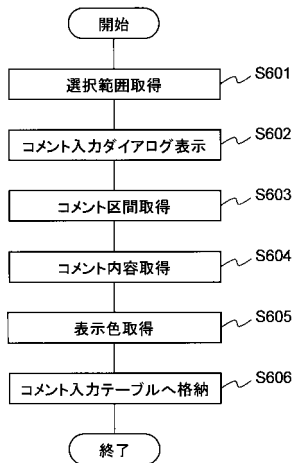 開始
選択範囲取得
S601
コメント入力ダイアログ表示
S602
コメント区間取得
S603
コメント内容取得
S604
表示色取得
S605
コメント入力テーブルへ格納
S606
終了